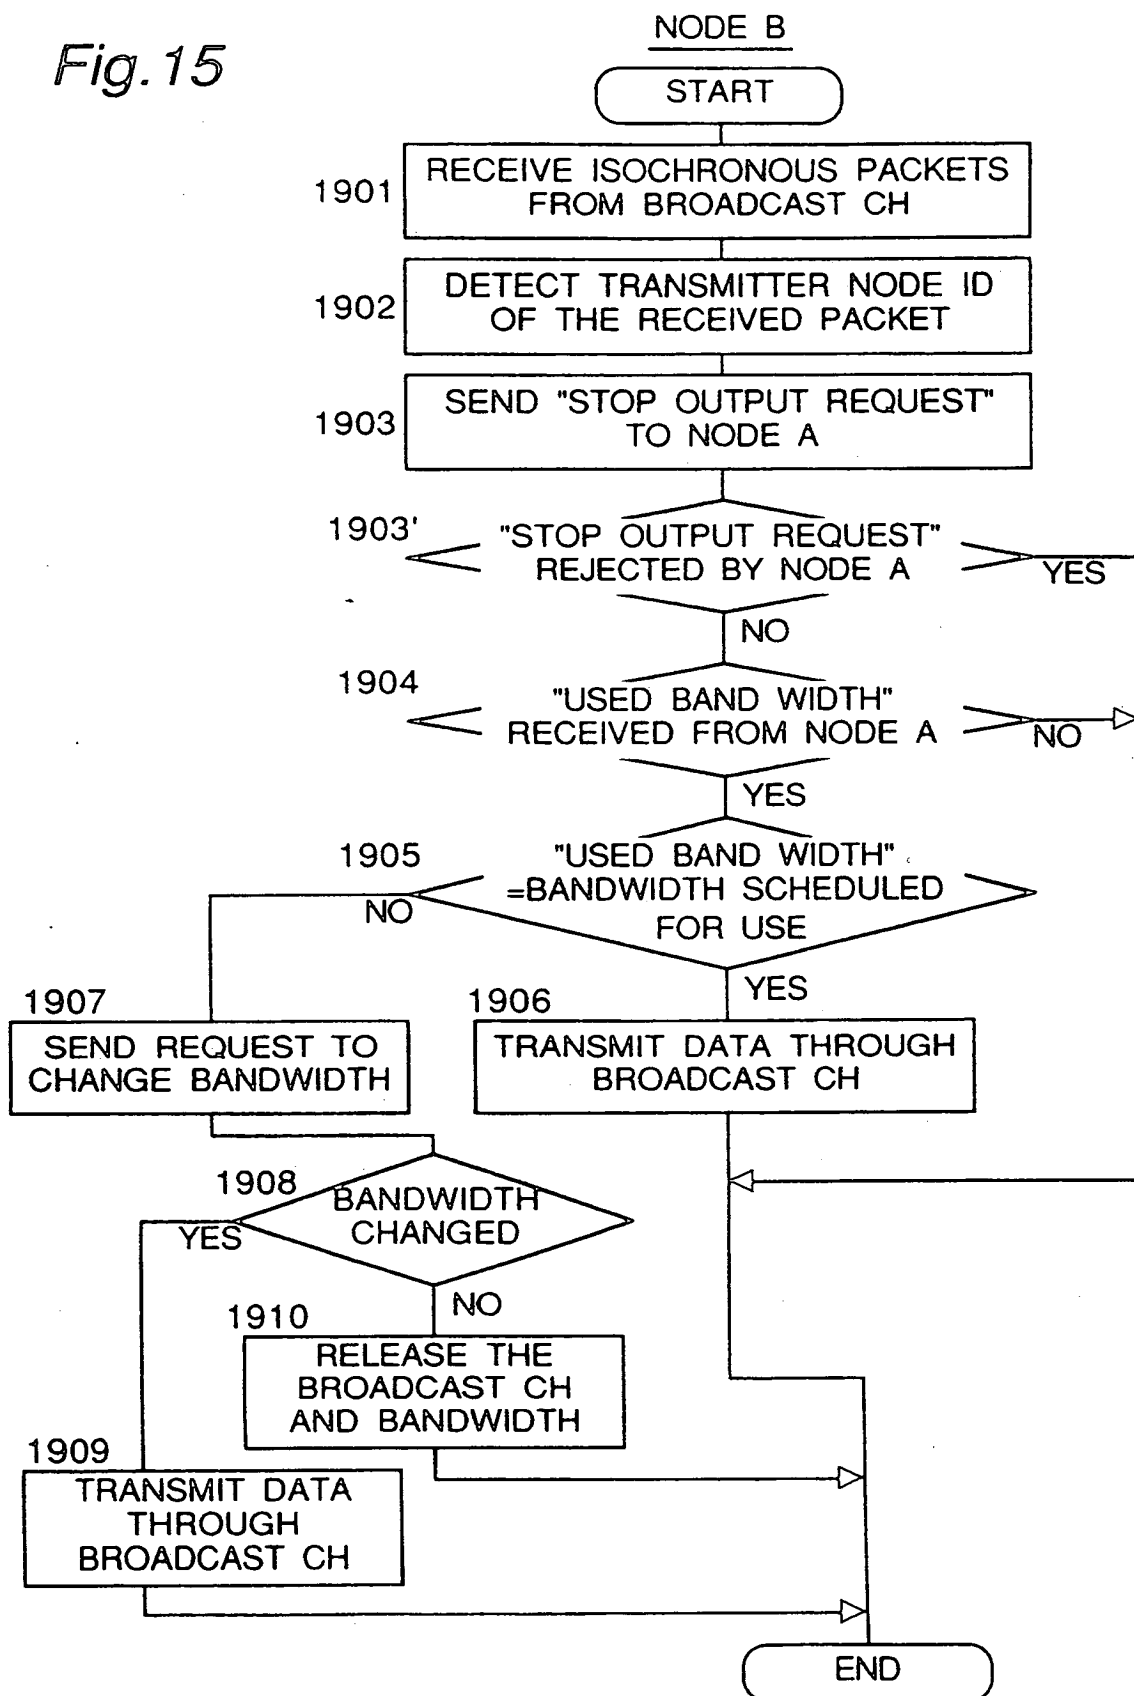 Fig.15
NODE B
START
1901
RECEIVE ISOCHRONOUS PACKETS
FROM BROADCAST CH
1902
DETECT TRANSMITTER NODE ID
OF THE RECEIVED PACKET
1903
SEND "STOP OUTPUT REQUEST"
TO NODE A
1903'
"STOP OUTPUT REQUEST"
REJECTED BY NODE A
YES
NO
1904
"USED BAND WIDTH"
RECEIVED FROM NODE A
NO
YES
1905
"USED BAND WIDTH"
=BANDWIDTH SCHEDULED
FOR USE
NO
YES
1907
SEND REQUEST TO
CHANGE BANDWIDTH
1906
TRANSMIT DATA THROUGH
BROADCAST CH
1908
BANDWIDTH
CHANGED
YES
NO
1910
RELEASE THE
BROADCAST CH
AND BANDWIDTH
1909
TRANSMIT DATA
THROUGH
BROADCAST CH
END